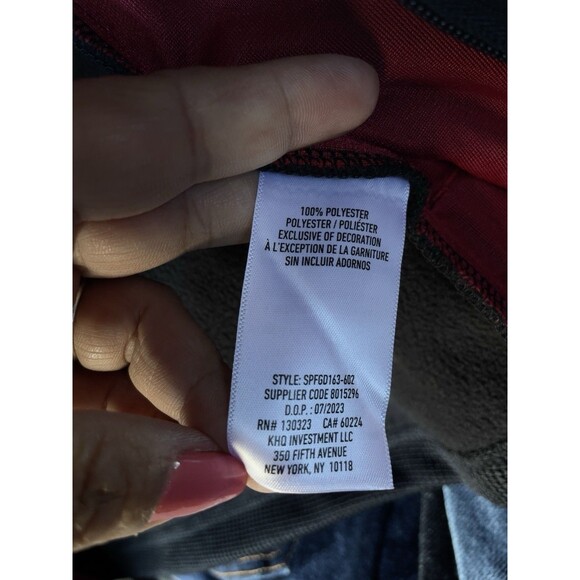 100% POLYESTER
POLYESTER / POLIÉSTER
EXCLUSIVE OF DECORATION
À L'EXCEPTION DE LA GARNITURE
SIN INCLUIR ADORNOS
STYLE: SPFGD163-602
SUPPLIER CODE 8015296
D.O.P. : 07/2023
RN# 130323 CA# 60224
KHQ INVESTMENT LLC
350 FIFTH AVENUE
NEW YORK, NY 10118